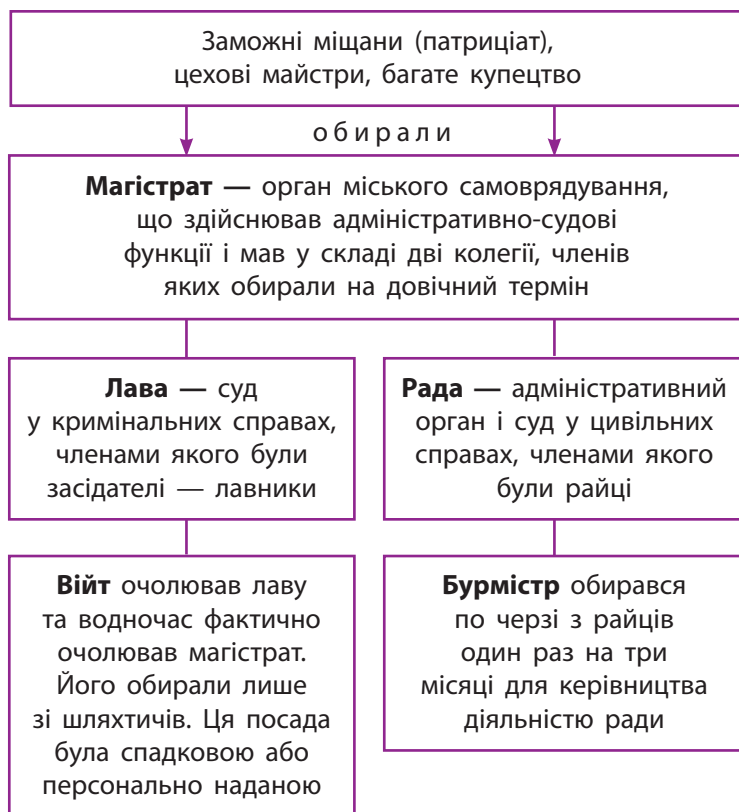 Заможні міщани (патриціат),
цехові майстри, багате купецтво
обирали
Магістрат — орган міського самоврядування,
що здійснював адміністративно-судові
функції і мав у складі дві колегії, членів
яких обирали на довічний термін
Лава — суд
у кримінальних справах,
членами якого були
засідателі — лавники
Рада — адміністративний
орган і суд у цивільних
справах, членами якого
були райці
Війт очолював лаву
та водночас фактично
очолював магістрат.
Його обирали лише
зі шляхтичів. Ця посада
була спадковою або
персонально наданою
Бурмістр обирався
по черзі з райців
один раз на три
місяці для керівництва
діяльністю ради